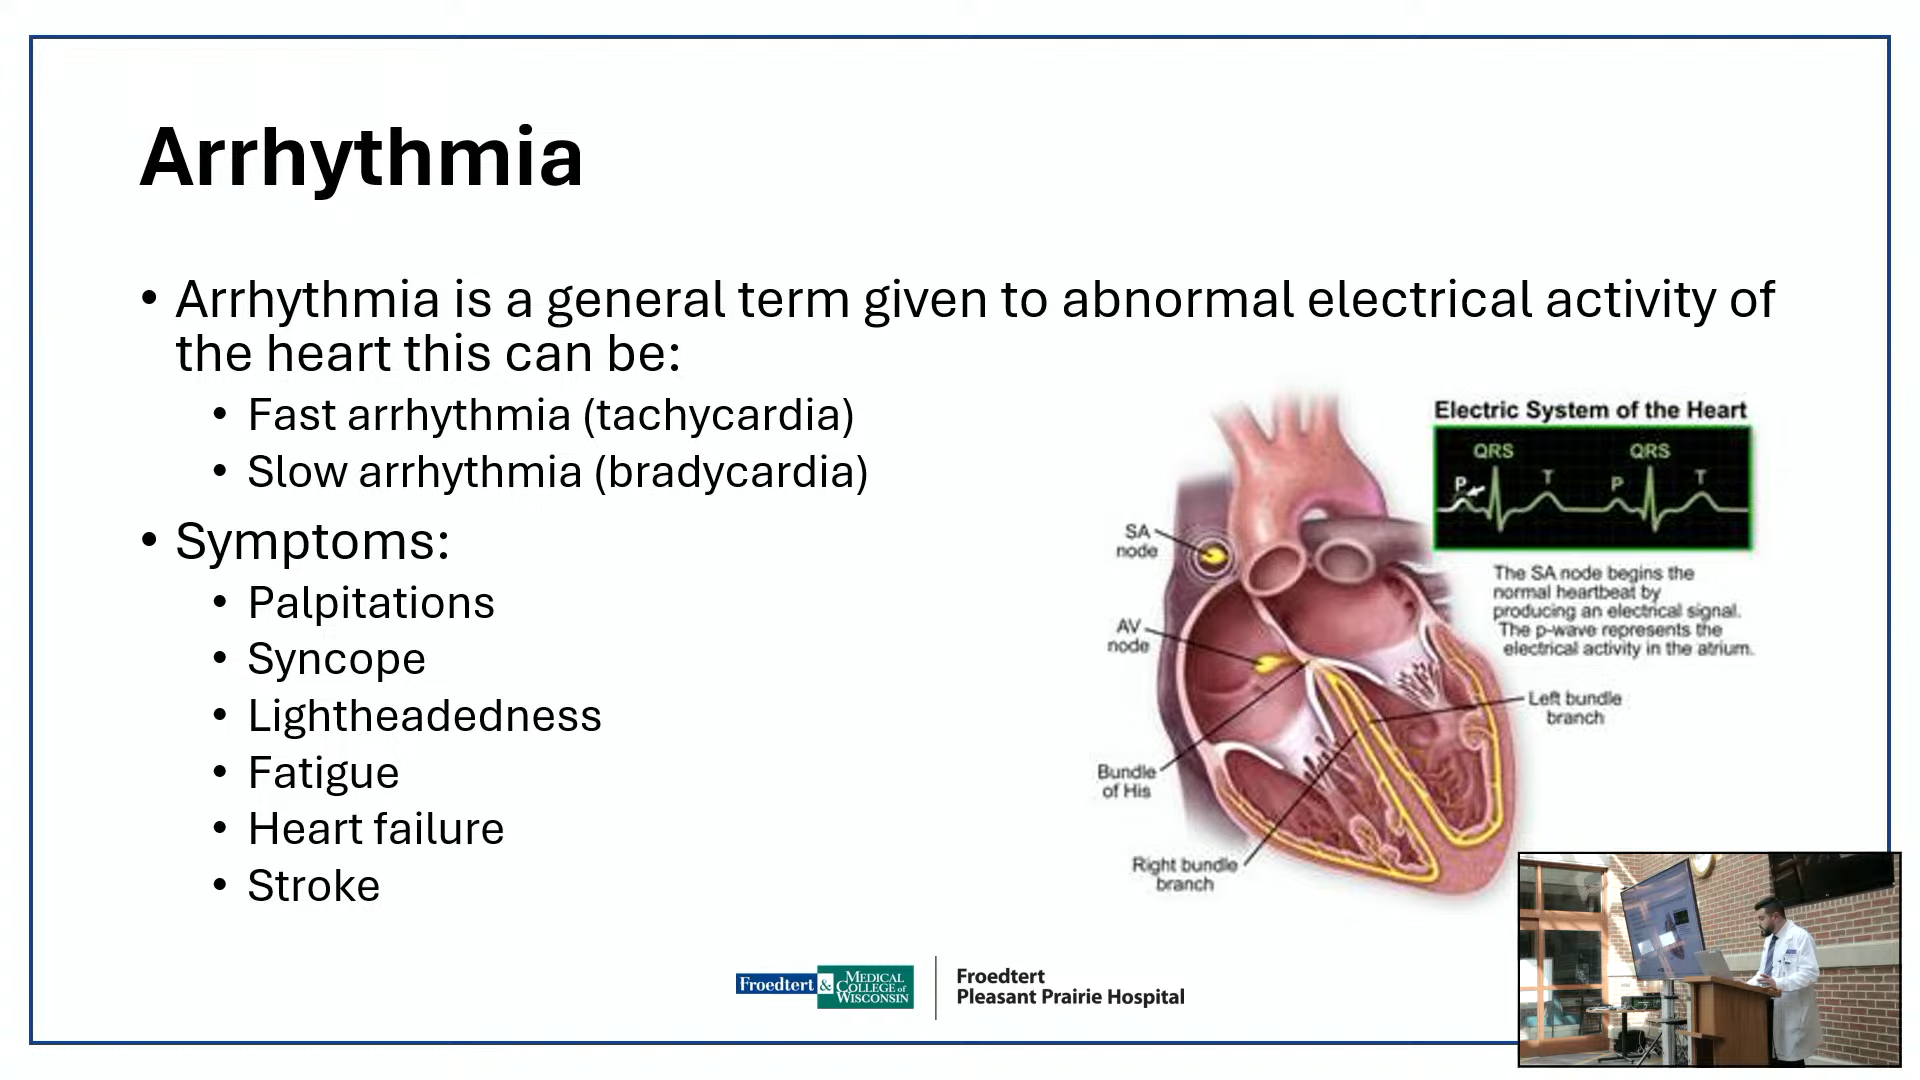 Arrhythmia
• Arrhythmia is a general term given to abnormal electrical activity of
the heart this can be:
• Fast arrhythmia (tachycardia)
• Slow arrhythmia (bradycardia)
• Symptoms:
• Palpitations
• Syncope
• Lightheadedness
• Fatigue
• Heart failure
• Stroke
Electric System of the Heart
QRS
QRS
P
T
P
T
The SA node begins the
normal heartbeat by
producing an electrical signal.
The p-wave represents the
electrical activity in the atrium.
SA
node
AV
node
Bundle
of His
Right bundle
branch
Left bundle
branch
Froedtert &
MEDICAL
COLLEGE of
WISCONSIN
Froedtert
Pleasant Prairie Hospital